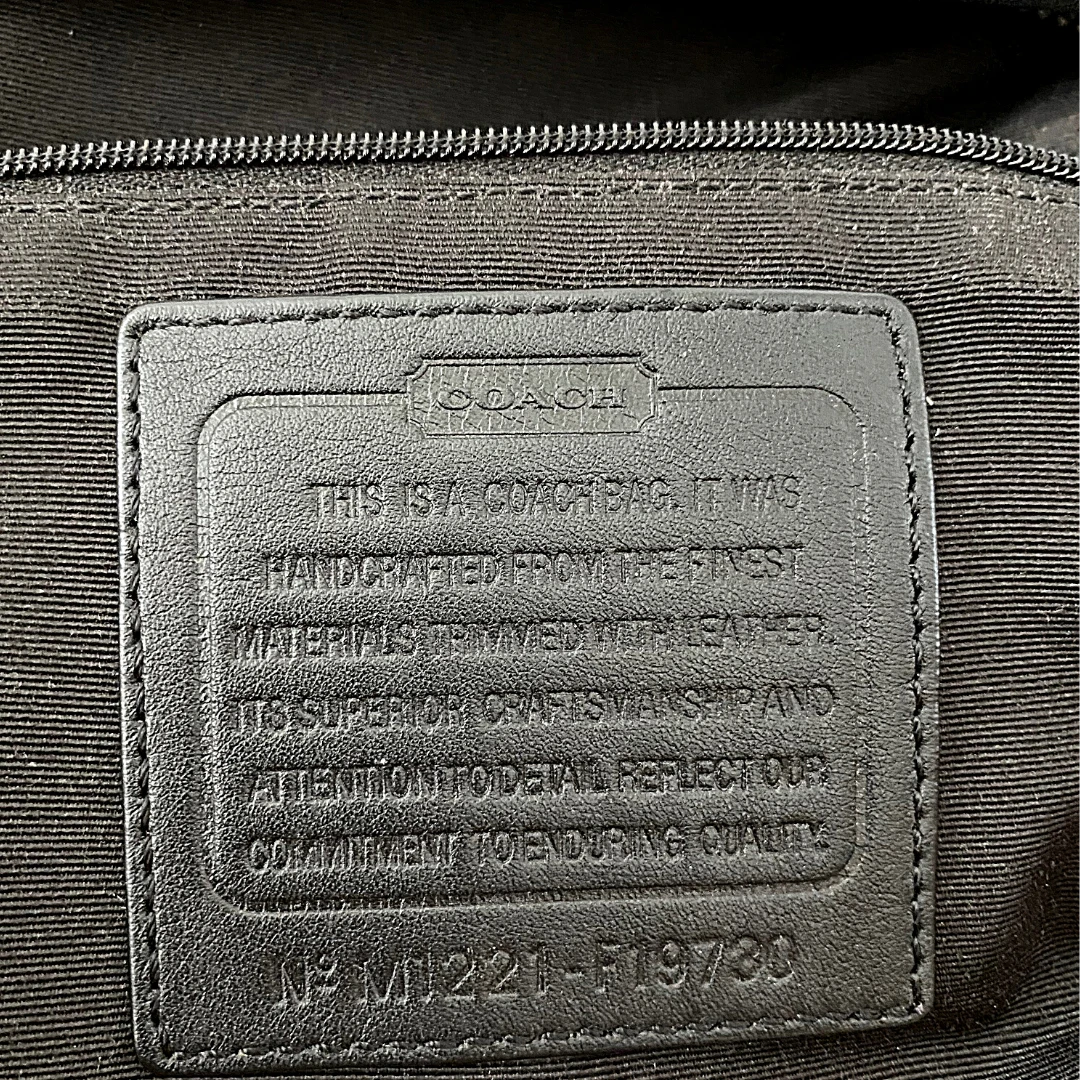 COACH
THIS IS A COACH BAG. IT WAS
HANDCRAFTED FROM THE FINEST
MATERIALS TRIMMED WITH LEATHER.
ITS SUPERIOR CRAFTSMANSHIP AND
ATTENTION TO DETAIL REFLECT OUR
COMMITMENT TO ENDURING QUALITY.
Nº M1221-F19730